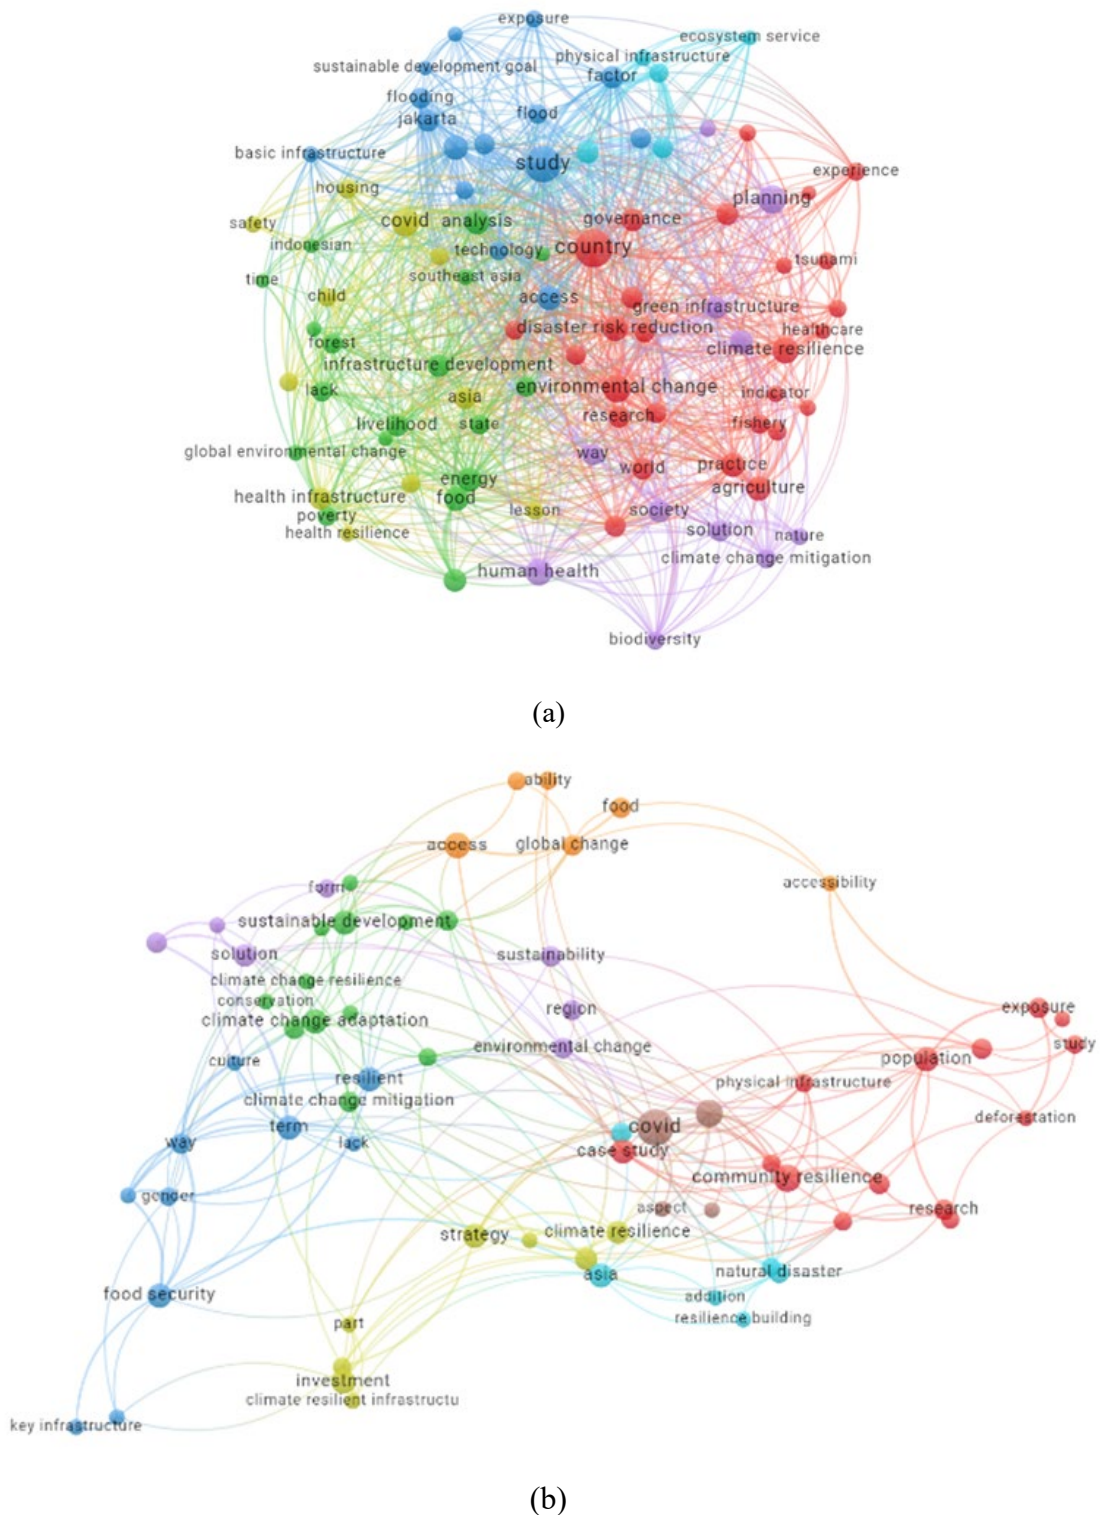 exposure
ecosystem service
physical infrastructure
sustainable development goal
factor
flooding
flood
jakarta
basic infrastructure
study
experience
housing
planning
safety
covid
analysis
governance
indonesian
technology
country
tsunami
time
southeast asia
child
access
green infrastructure
disaster risk reduction
healthcare
forest
climate resilience
infrastructure development
lack
asia
environmental change
indicator
livelihood
state
research
fishery
global environmental change
way
world
practice
energy
agriculture
health infrastructure
food
poverty
lesson
society
health resilience
solution
nature
climate change mitigation
human health
biodiversity
(a)
ability
food
access
global change
accessibility
form
sustainable development
solution
sustainability
climate change resilience
conservation
region
exposure
climate change adaptation
study
culture
environmental change
population
resilient
physical infrastructure
climate change mitigation
deforestation
term
covid
way
lack
case study
community resilience
gender
aspect
research
strategy
climate resilience
food security
asia
natural disaster
addition
resilience building
part
investment
climate resilient infrastructu
key infrastructure
(b)